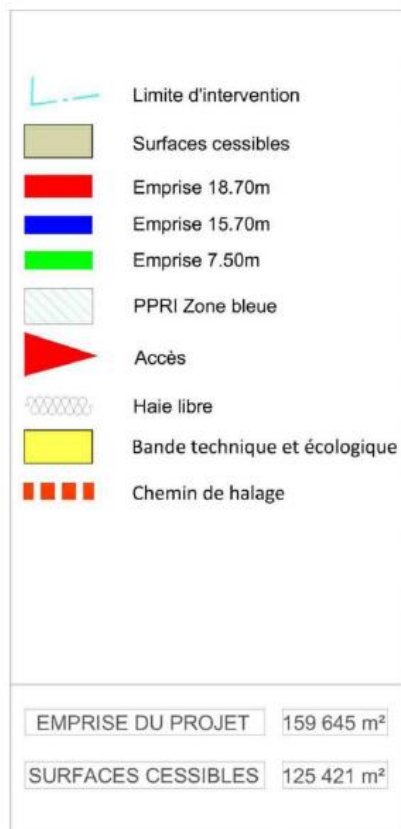 Limite d'intervention
Surfaces cessibles
Emprise 18.70m
Emprise 15.70m
Emprise 7.50m
PPRI Zone bleue
Accès
Haie libre
Bande technique et écologique
Chemin de halage
EMPRISE DU PROJET 159 645 m²
SURFACES CESSIBLES 125 421 m²